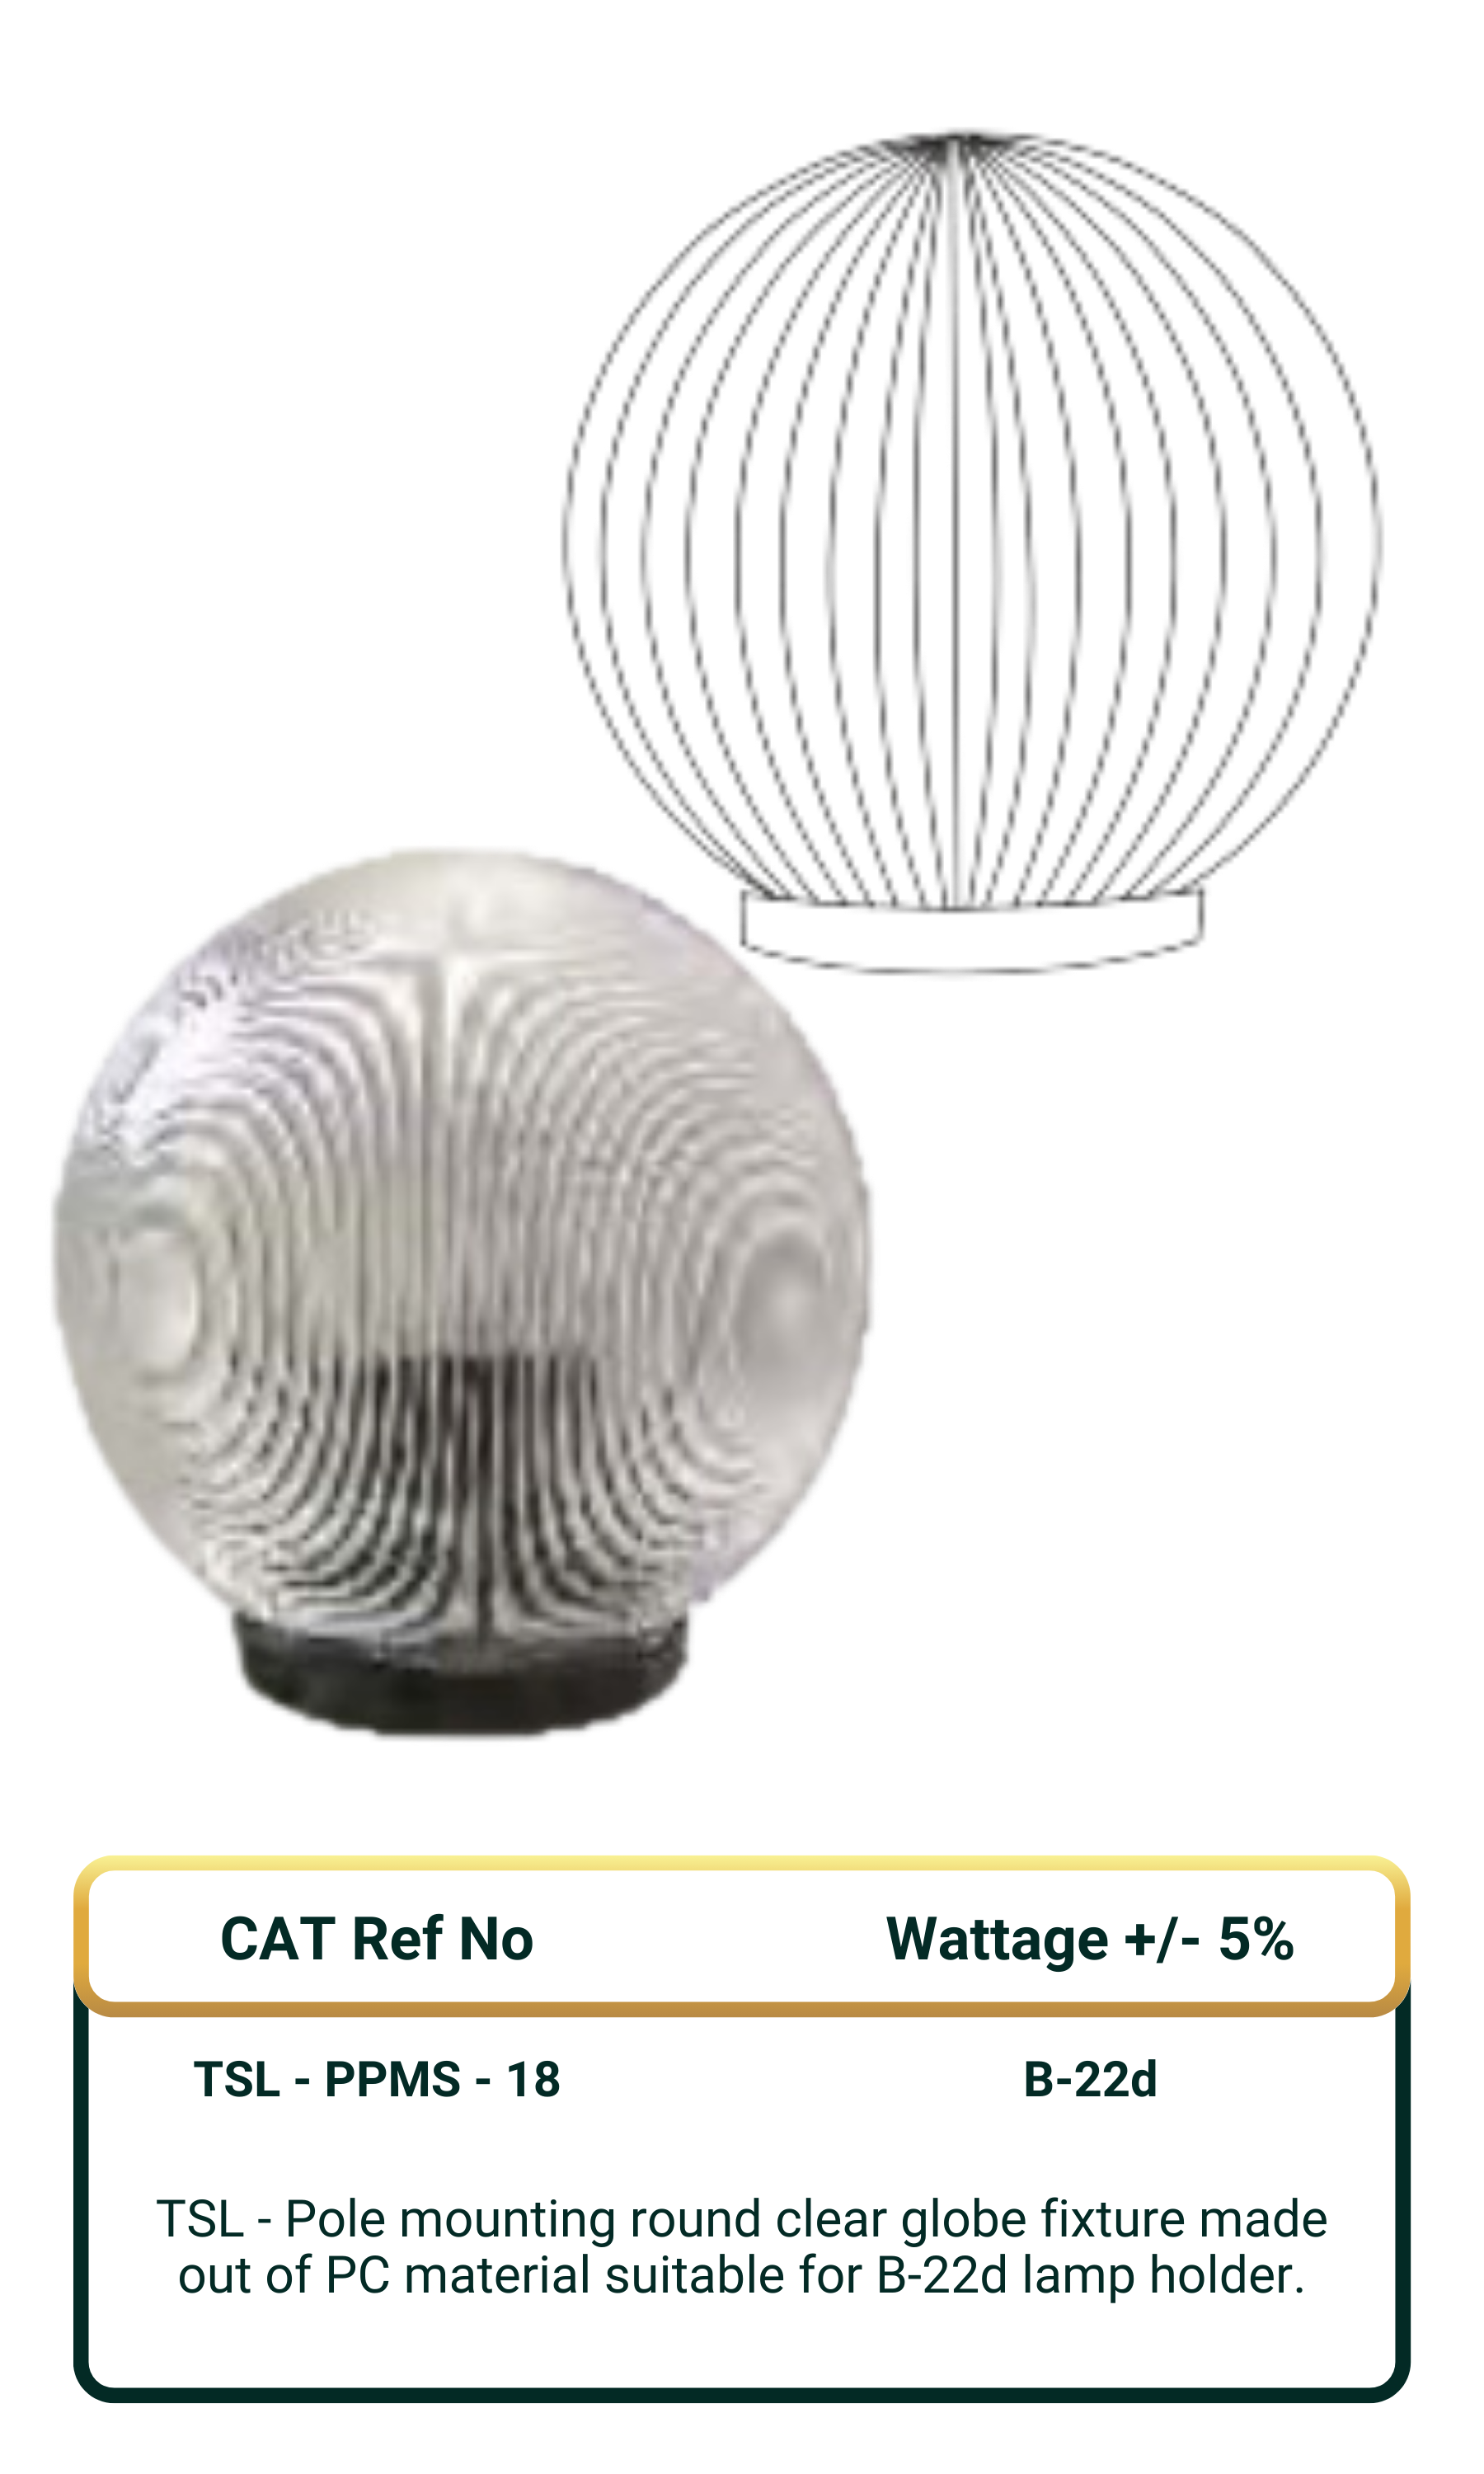 CAT Ref No Wattage +/- 5%
TSL - PPMS - 18 B-22d
TSL - Pole mounting round clear globe fixture made
out of PC material suitable for B-22d lamp holder.